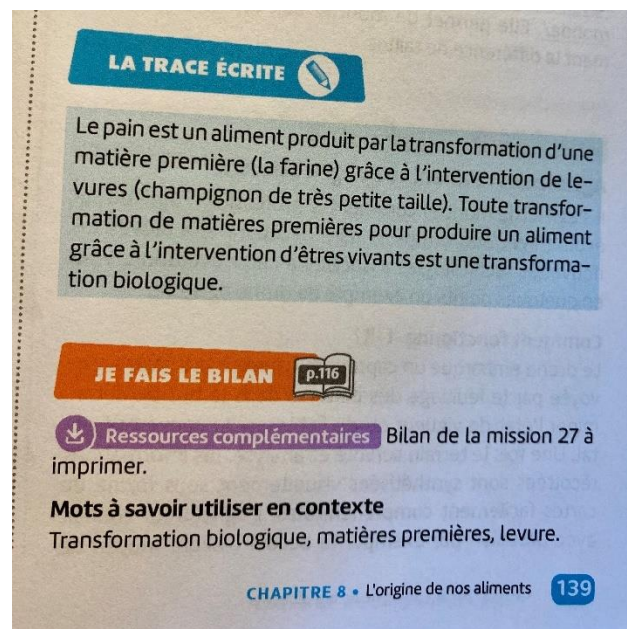 LA TRACE ÉCRITE
Le pain est un aliment produit par la transformation d'une
matière première (la farine) grâce à l'intervention de le-
vures (champignon de très petite taille). Toute transfor-
mation de matières premières pour produire un aliment
grâce à l'intervention d'êtres vivants est une transforma-
tion biologique.
JE FAIS LE BILAN p.116
Ressources complémentaires Bilan de la mission 27 à
imprimer.
Mots à savoir utiliser en contexte
Transformation biologique, matières premières, levure.
CHAPITRE 8 • L'origine de nos aliments 139